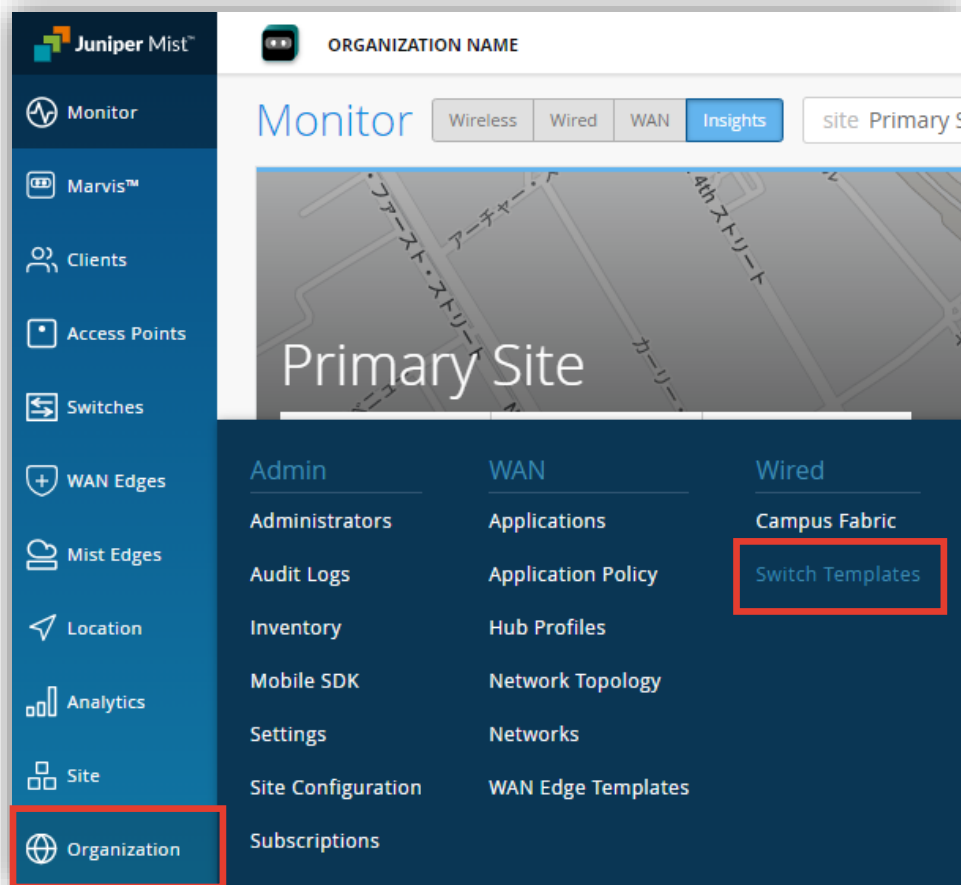 Juniper Mist™
ORGANIZATION NAME
Monitor
Marvis™
Clients
Access Points
Switches
WAN Edges
Mist Edges
Location
Analytics
Site
Organization
Monitor
Wireless
Wired
WAN
Insights
site Primary
ファースト・ストリート
アーチャー・
4th ストリート
カーリー・
Primary Site
Admin
Administrators
Audit Logs
Inventory
Mobile SDK
Settings
Site Configuration
Subscriptions
WAN
Applications
Application Policy
Hub Profiles
Network Topology
Networks
WAN Edge Templates
Wired
Campus Fabric
Switch Templates